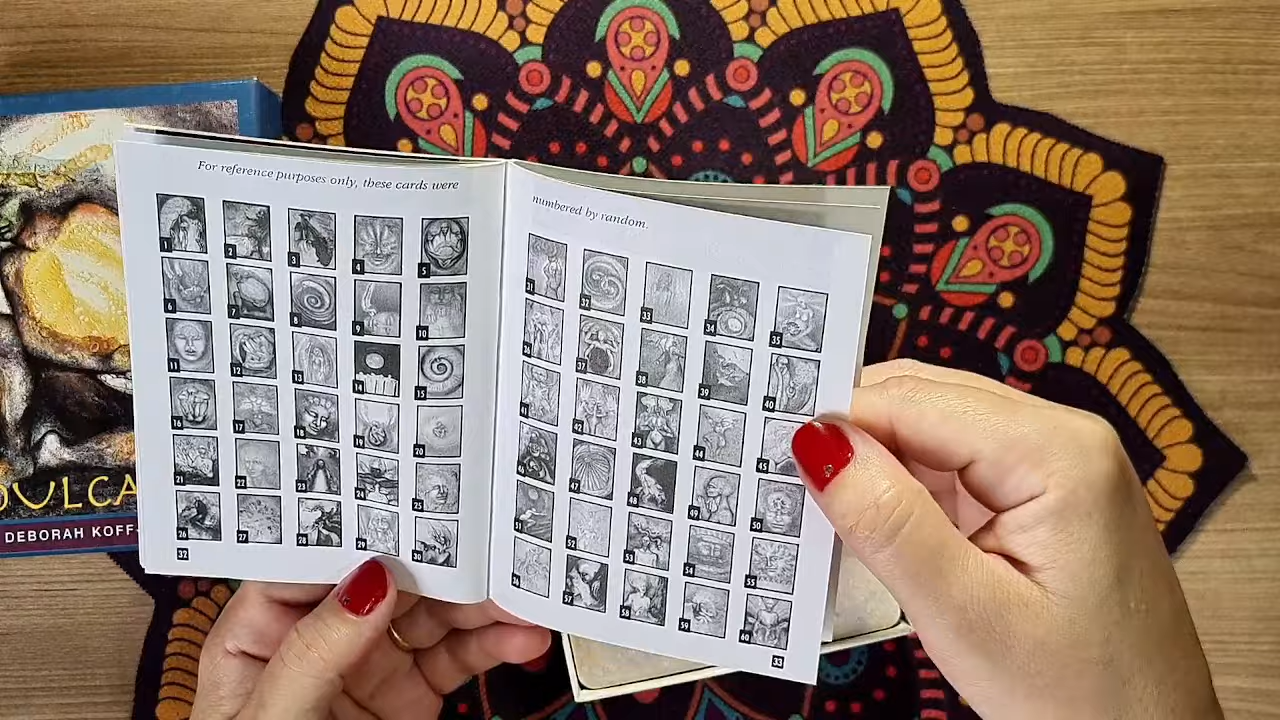 For reference purposes only, these cards were
numbered by random.
1 2 3 4 5
6 7 8 9 10
11 12 13 14 15
16 17 18 19 20
21 22 23 24 25
26 27 28 29 30
32
31 32 33 34 35
36 37 38 39 40
41 42 43 44 45
46 47 48 49 50
51 52 53 54 55
56 57 58 59 60
33
OULCA
DEBORAH KOFF-